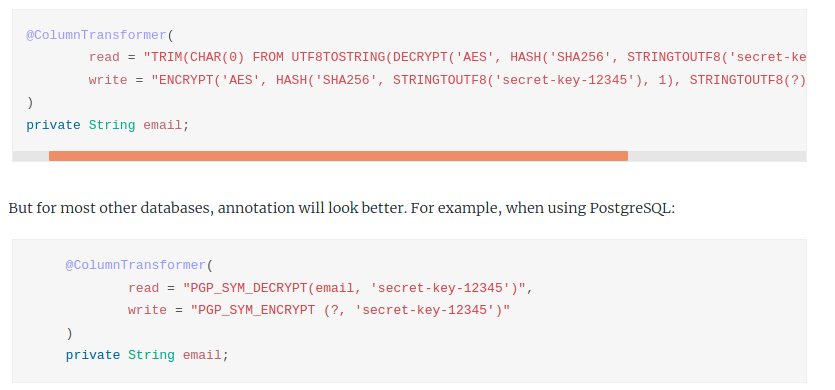 @ColumnTransformer(
read = "TRIM(CHAR(0) FROM UTF8TOSTRING(DECRYPT('AES', HASH('SHA256', STRINGTOUTF8('secret-ke
write = "ENCRYPT('AES', HASH('SHA256', STRINGTOUTF8('secret-key-12345'), 1), STRINGTOUTF8(?)
)
private String email;
But for most other databases, annotation will look better. For example, when using PostgreSQL:
@ColumnTransformer(
read = "PGP_SYM_DECRYPT(email, 'secret-key-12345')",
write = "PGP_SYM_ENCRYPT (?, 'secret-key-12345')"
)
private String email;